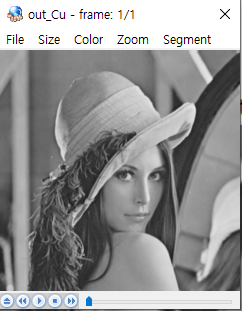 out_Cu - frame: 1/1
File Size Color Zoom Segment